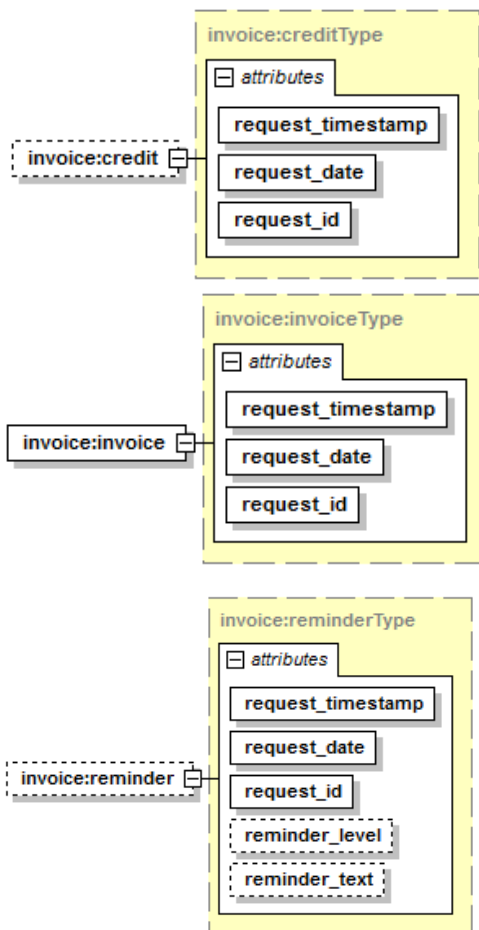 invoice:creditType
attributes
request_timestamp
invoice:credit
request_date
request_id
invoice:invoiceType
attributes
request_timestamp
invoice:invoice
request_date
request_id
invoice:reminderType
attributes
request_timestamp
request_date
invoice:reminder
request_id
reminder_level
reminder_text